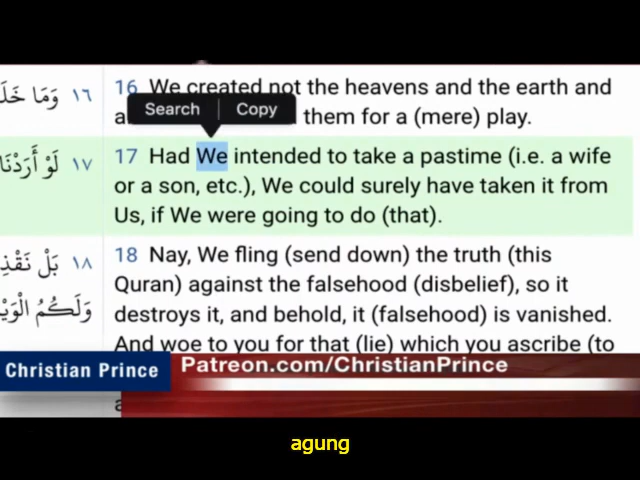 ١٦ وَمَا خَلَ
16 We created not the heavens and the earth and
Search Copy
them for a (mere) play.
١٧ لَوْ أَرَدْنَا
17 Had We intended to take a pastime (i.e. a wife
or a son, etc.), We could surely have taken it from
Us, if We were going to do (that).
١٨ بَلْ نَقْذِ
18 Nay, We fling (send down) the truth (this
Quran) against the falsehood (disbelief), so it
وَلَكُمُ الْوَيْ
destroys it, and behold, it (falsehood) is vanished.
And woe to you for that (lie) which you ascribe (to
Christian Prince
Patreon.com/ChristianPrince
agung